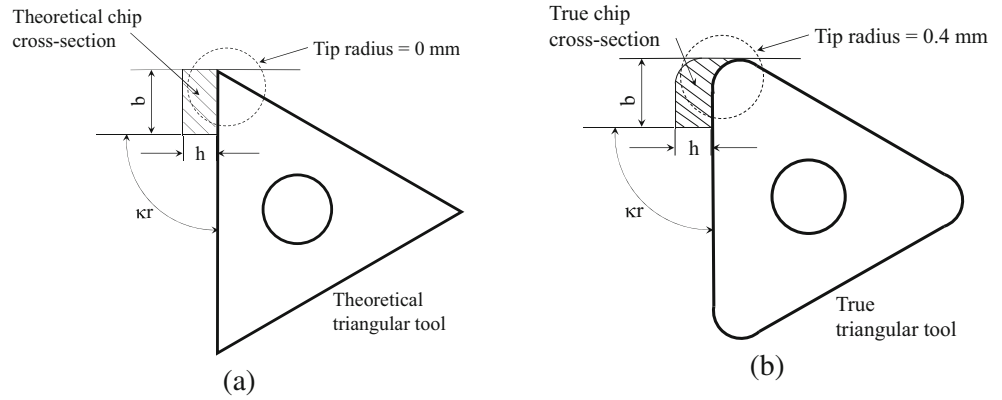 Theoretical chip
cross-section
Tip radius = 0 mm
b
h
κr
Theoretical
triangular tool
(a)
True chip
cross-section
Tip radius = 0.4 mm
b
h
κr
True
triangular tool
(b)